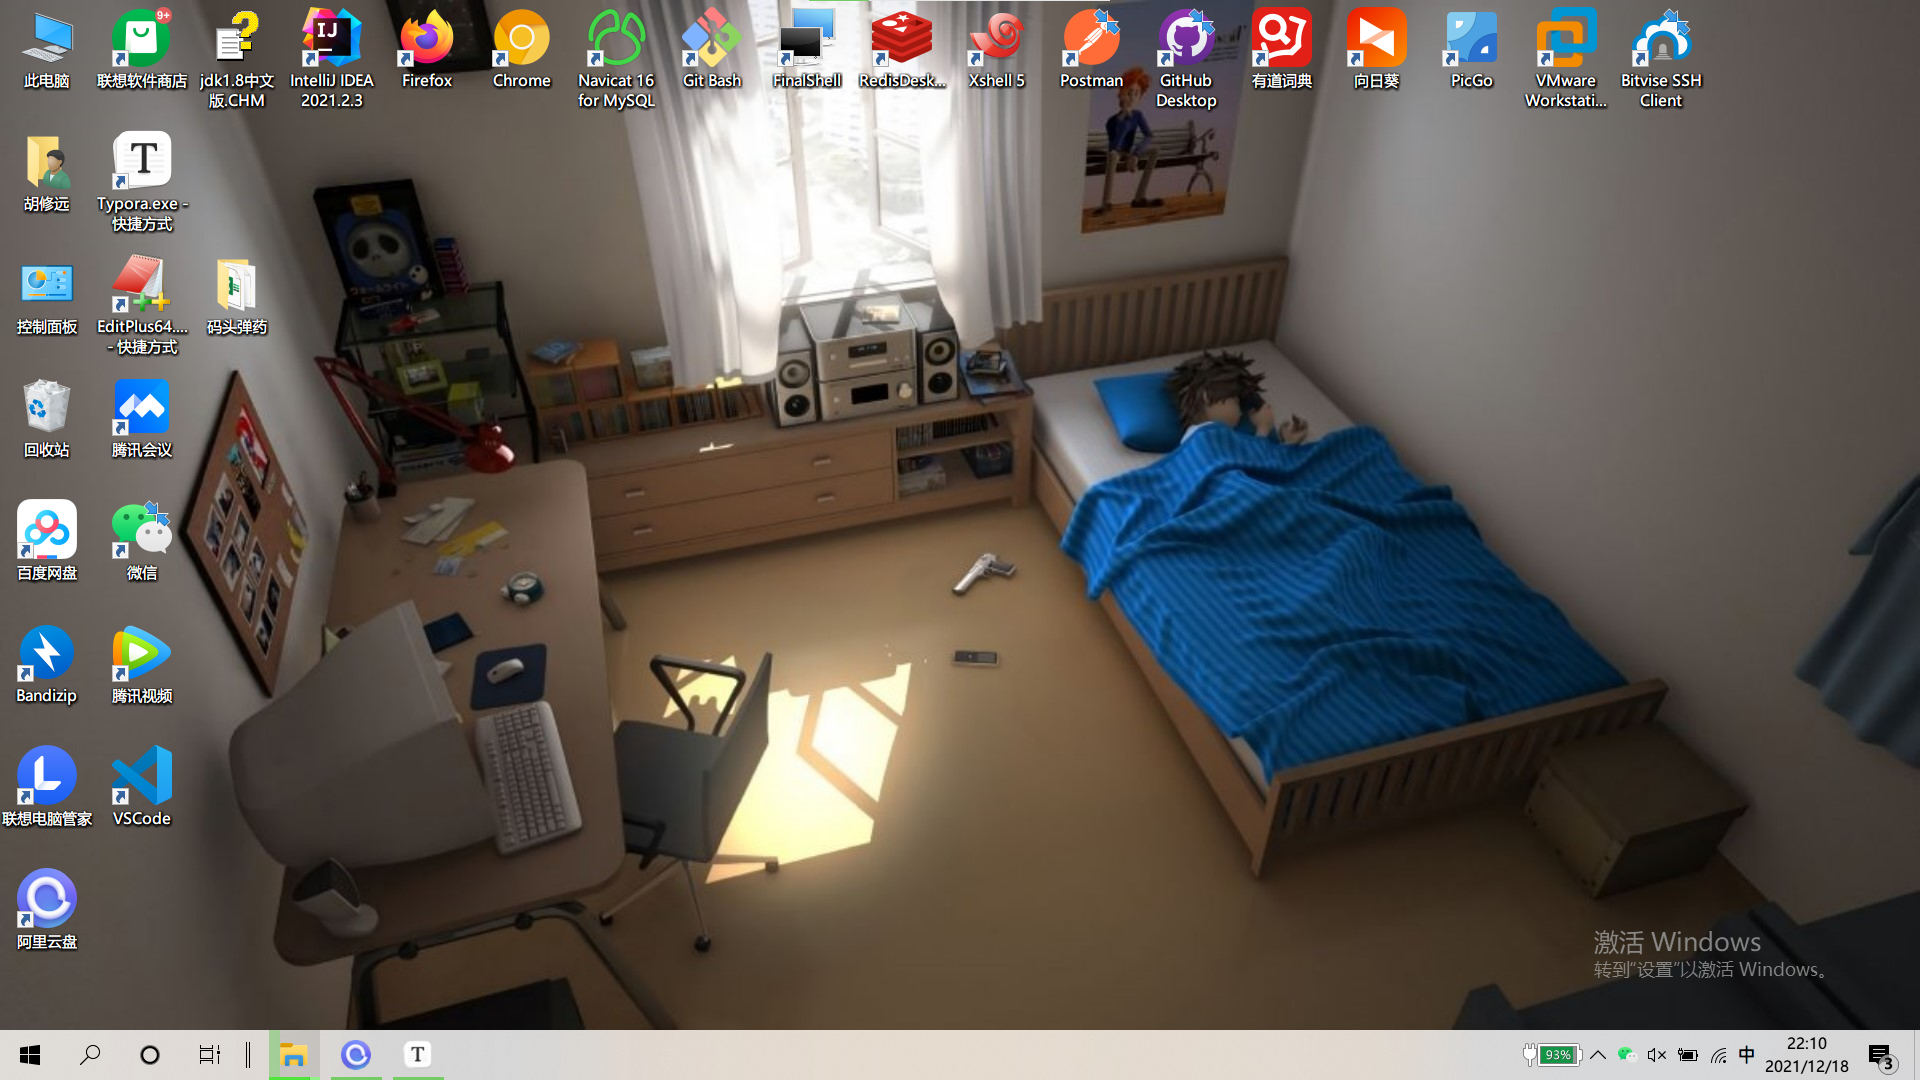 此电脑
9+
联想软件商店
jdk1.8中文
版.CHM
IntelliJ IDEA
2021.2.3
Firefox
Chrome
Navicat 16
for MySQL
Git Bash
FinalShell
RedisDesk...
Xshell 5
Postman
GitHub
Desktop
有道词典
向日葵
PicGo
VMware
Workstati...
Bitvise SSH
Client
胡修远
Typora.exe -
快捷方式
控制面板
EditPlus64....
- 快捷方式
码头弹药
回收站
腾讯会议
百度网盘
微信
Bandizip
腾讯视频
联想电脑管家
VSCode
阿里云盘
激活 Windows
转到"设置"以激活 Windows。
93%
中
22:10
2021/12/18
3